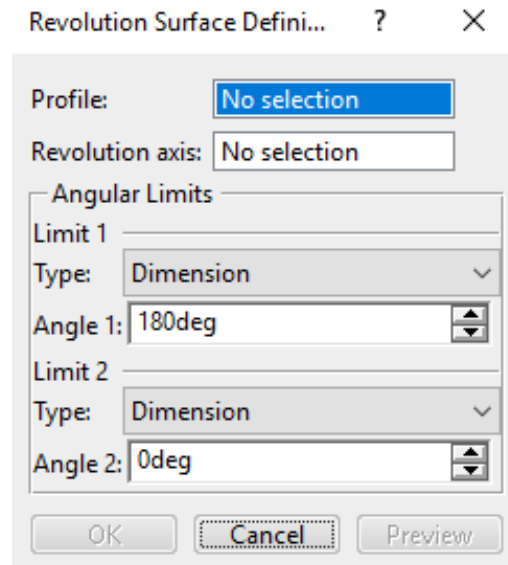 Revolution Surface Defini... ?
Profile: No selection
Revolution axis: No selection
Angular Limits
Limit 1
Type: Dimension
Angle 1: 180deg
Limit 2
Type: Dimension
Angle 2: 0deg
OK Cancel Preview